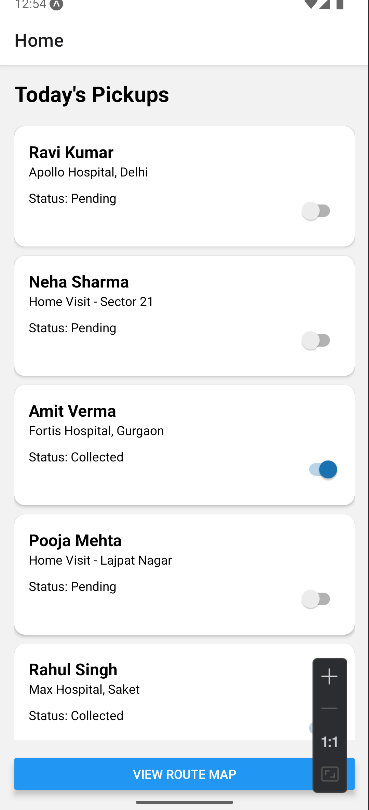 12:54
Home
Today's Pickups
Ravi Kumar
Apollo Hospital, Delhi
Status: Pending
Neha Sharma
Home Visit - Sector 21
Status: Pending
Amit Verma
Fortis Hospital, Gurgaon
Status: Collected
Pooja Mehta
Home Visit - Lajpat Nagar
Status: Pending
Rahul Singh
Max Hospital, Saket
Status: Collected
1:1
VIEW ROUTE MAP